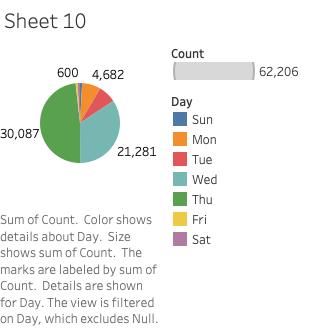 Sheet 10
600
4,682
30,087
21,281
Count
62,206
Day
Sun
Mon
Tue
Wed
Thu
Fri
Sat
Sum of Count.  Color shows
details about Day.  Size
shows sum of Count.  The
marks are labeled by sum of
Count.  Details are shown
for Day. The view is filtered
on Day, which excludes Null.